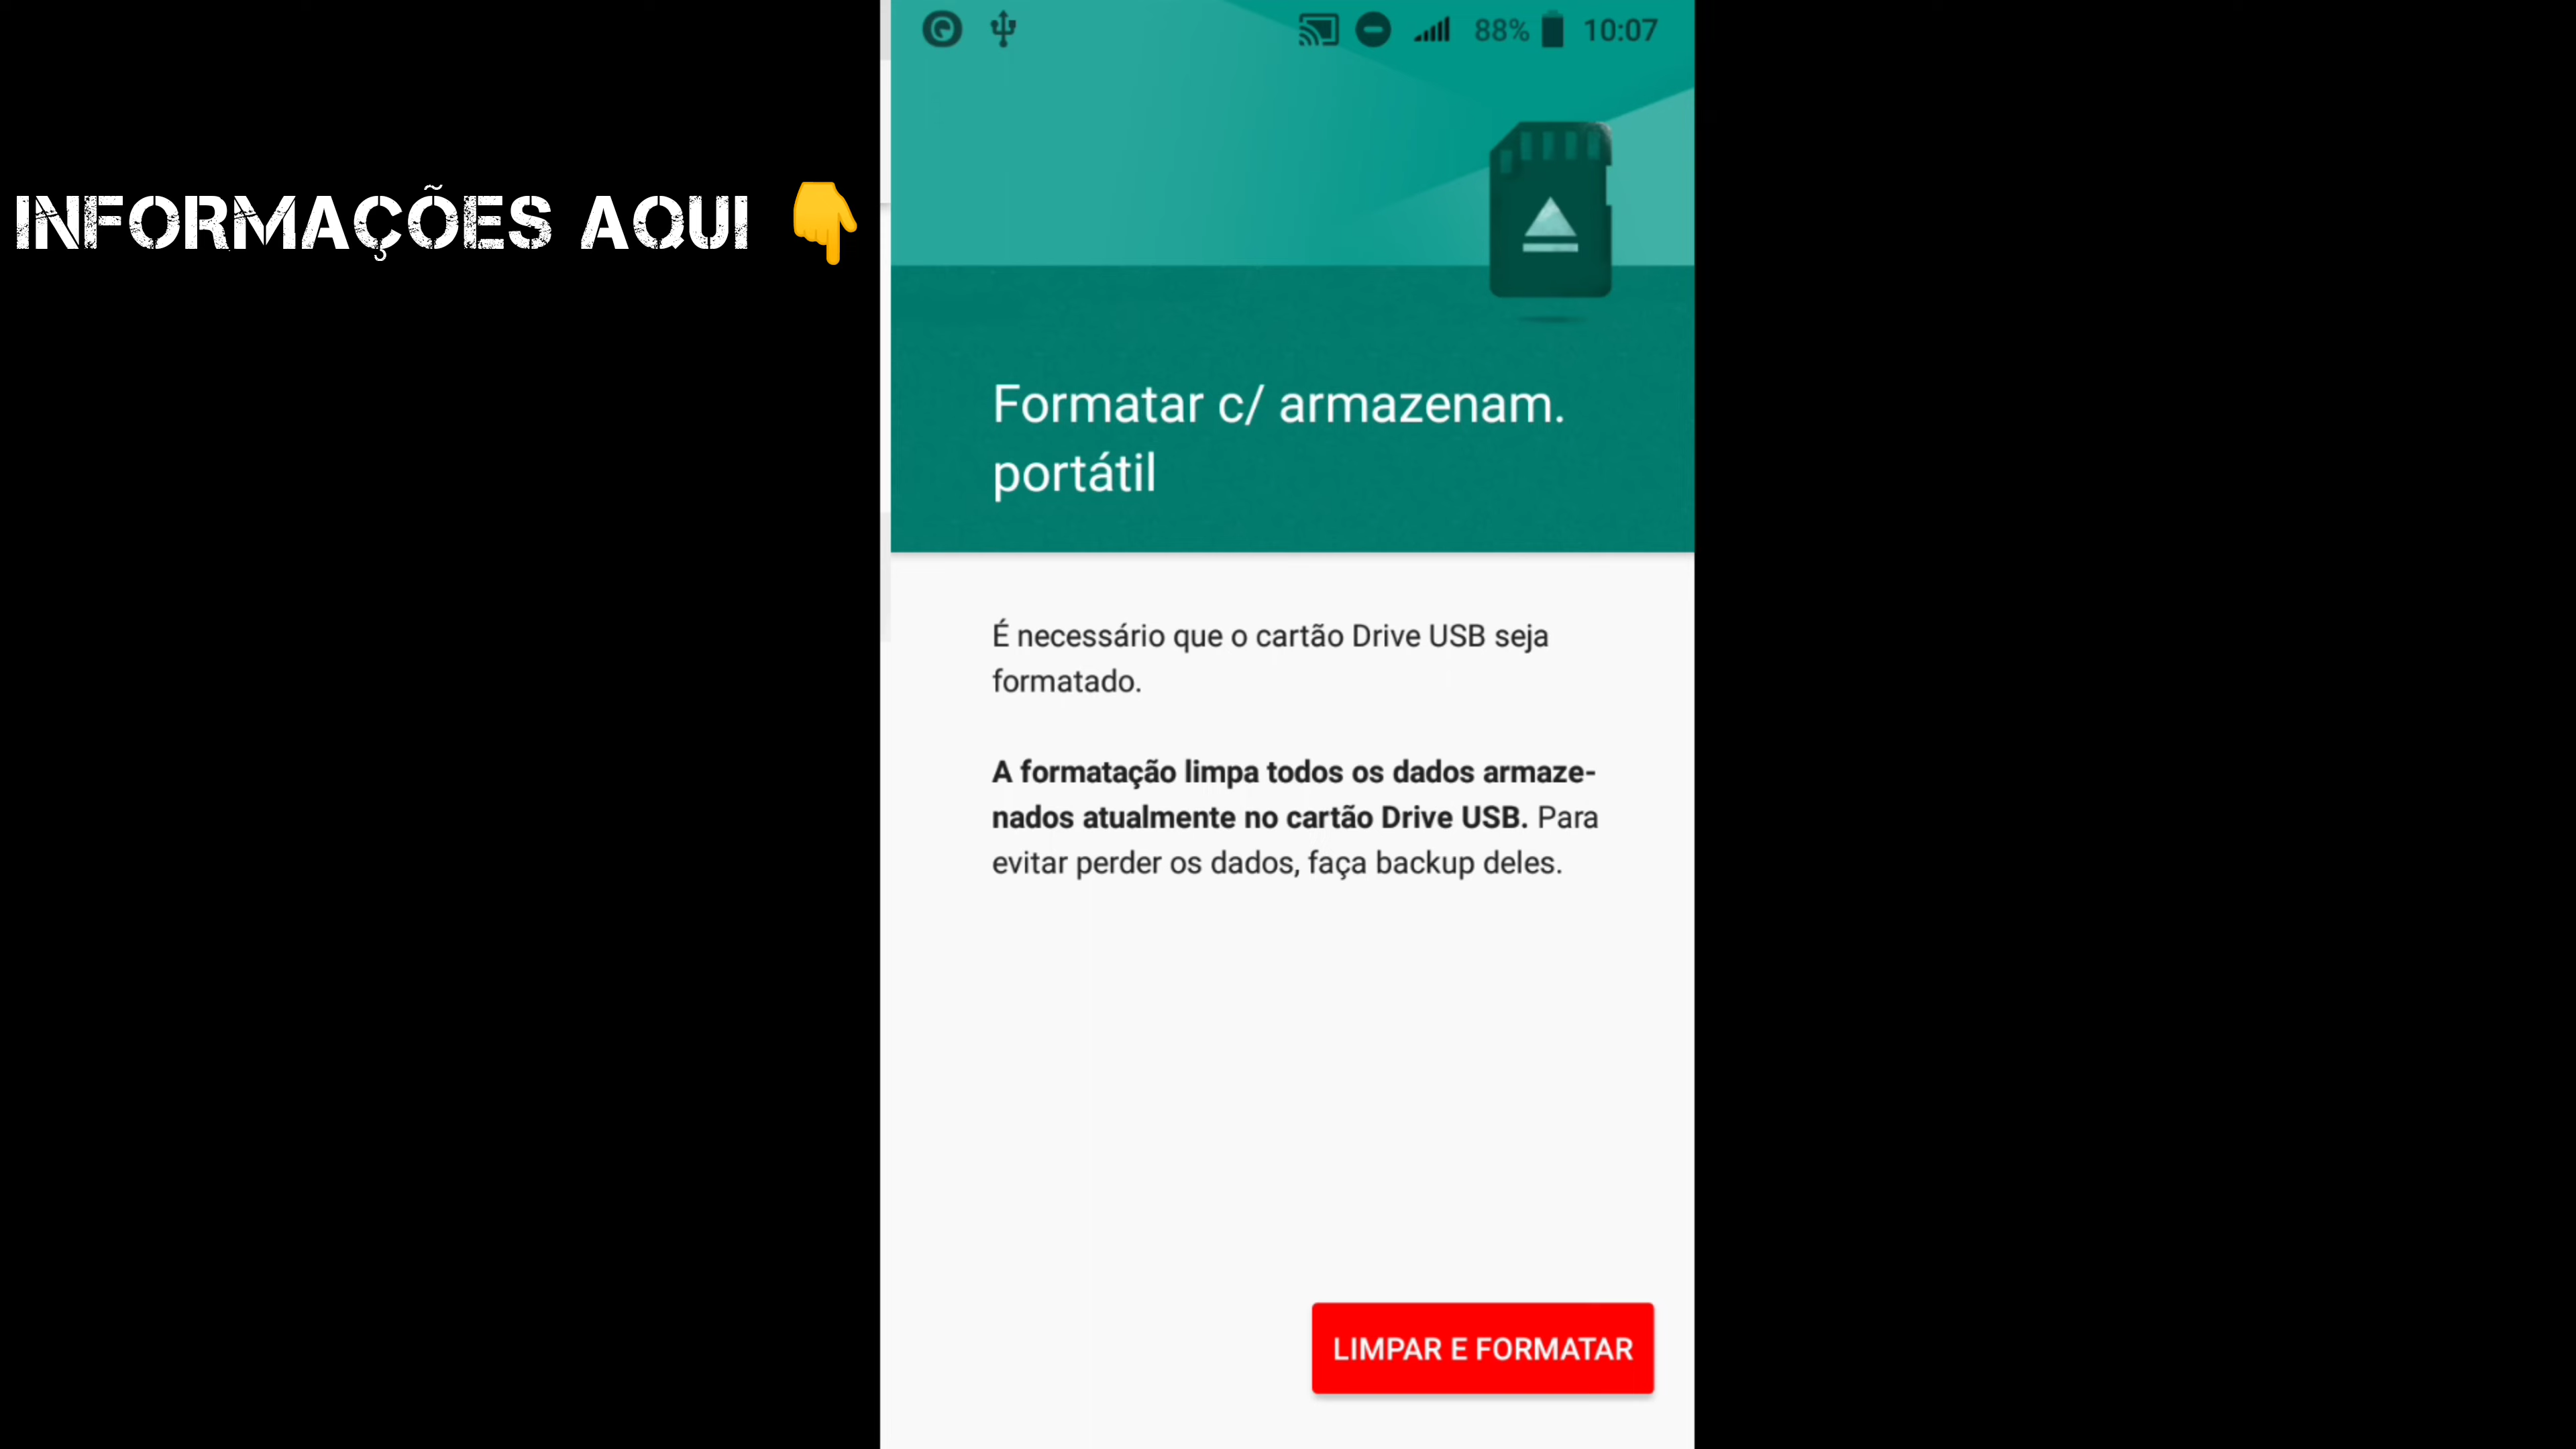 88% 10:07
INFORMAÇÕES AQUI 👇
Formatar c/ armazenam.
portátil
É necessário que o cartão Drive USB seja
formatado.
A formatação limpa todos os dados armaze-
nados atualmente no cartão Drive USB. Para
evitar perder os dados, faça backup deles.
LIMPAR E FORMATAR